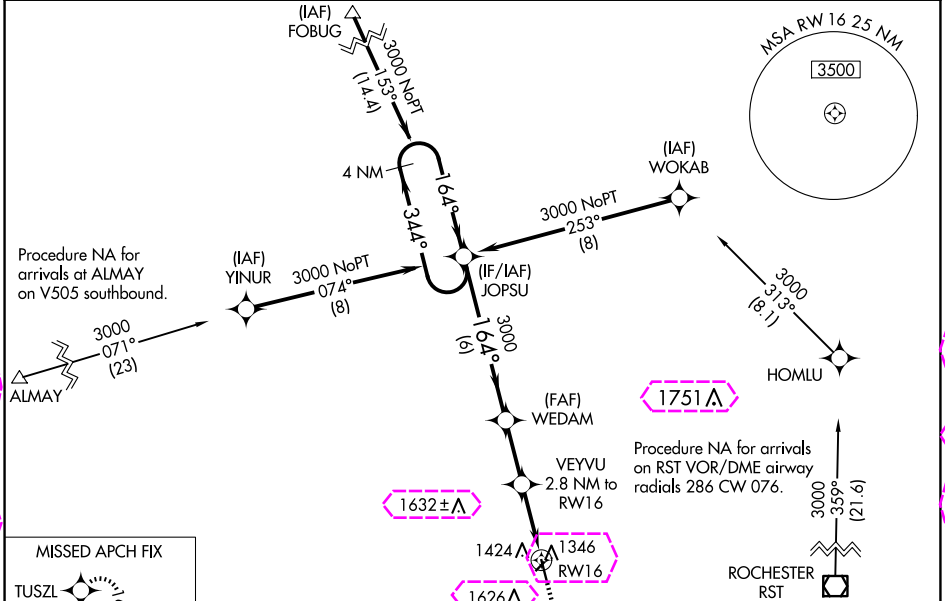 (IAF)
FOBUG
3000 NoPT
153°
(14.4)
MSA RW 16 25 NM
3500
4 NM
164°
344°
(IAF)
WOKAB
3000 NoPT
253°
(8)
Procedure NA for
arrivals at ALMAY
on V505 southbound.
(IAF)
YINUR
3000 NoPT
074°
(8)
(IF/IAF)
JOPSU
3000
313°
(8.1)
3000
071°
(23)
ALMAY
3000
164°
(6)
HOMLU
1751
(FAF)
WEDAM
Procedure NA for arrivals
on RST VOR/DME airway
radials 286 CW 076.
VEYVU
2.8 NM to
RW16
1632 ±
3000
359°
(21.6)
MISSED APCH FIX
TUSZL
1424
1346
RW16
1626
ROCHESTER
RST